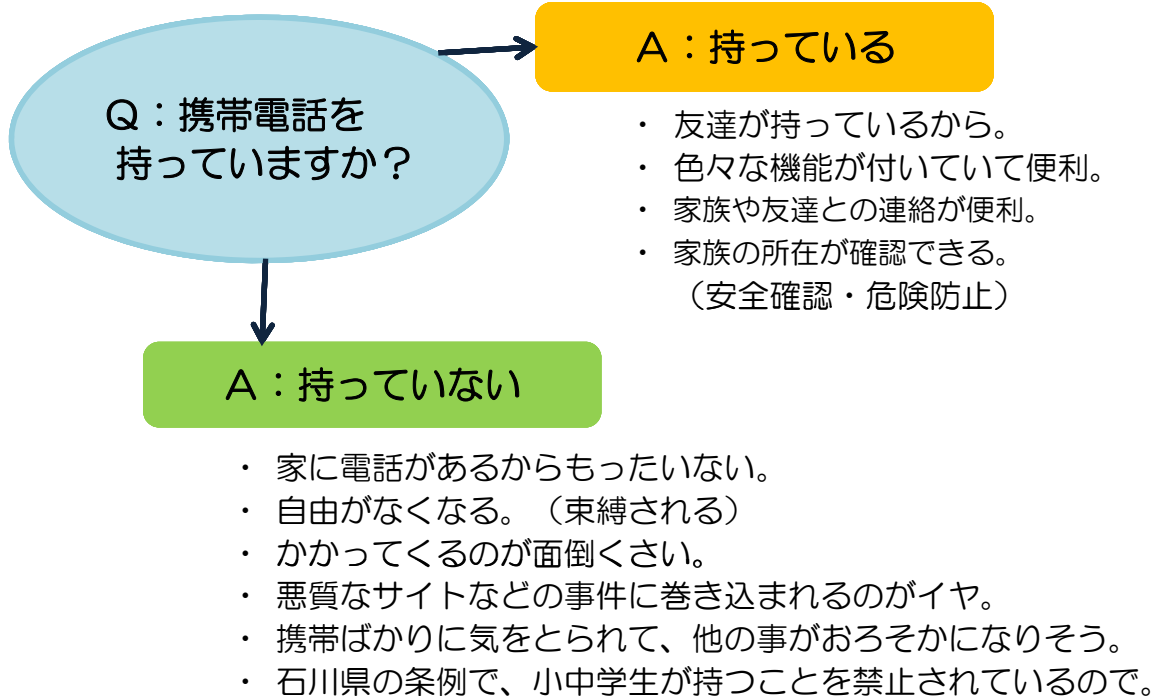 Q：携帯電話を
持っていますか？
A：持っている
・ 友達が持っているから。
・ 色々な機能が付いていて便利。
・ 家族や友達との連絡が便利。
・ 家族の所在が確認できる。
（安全確認・危険防止）
A：持っていない
・ 家に電話があるからもったいない。
・ 自由がなくなる。（束縛される）
・ かかってくるのが面倒くさい。
・ 悪質なサイトなどの事件に巻き込まれるのがイヤ。
・ 携帯ばかりに気をとられて、他の事がおろそかになりそう。
・ 石川県の条例で、小中学生が持つことを禁止されているので。